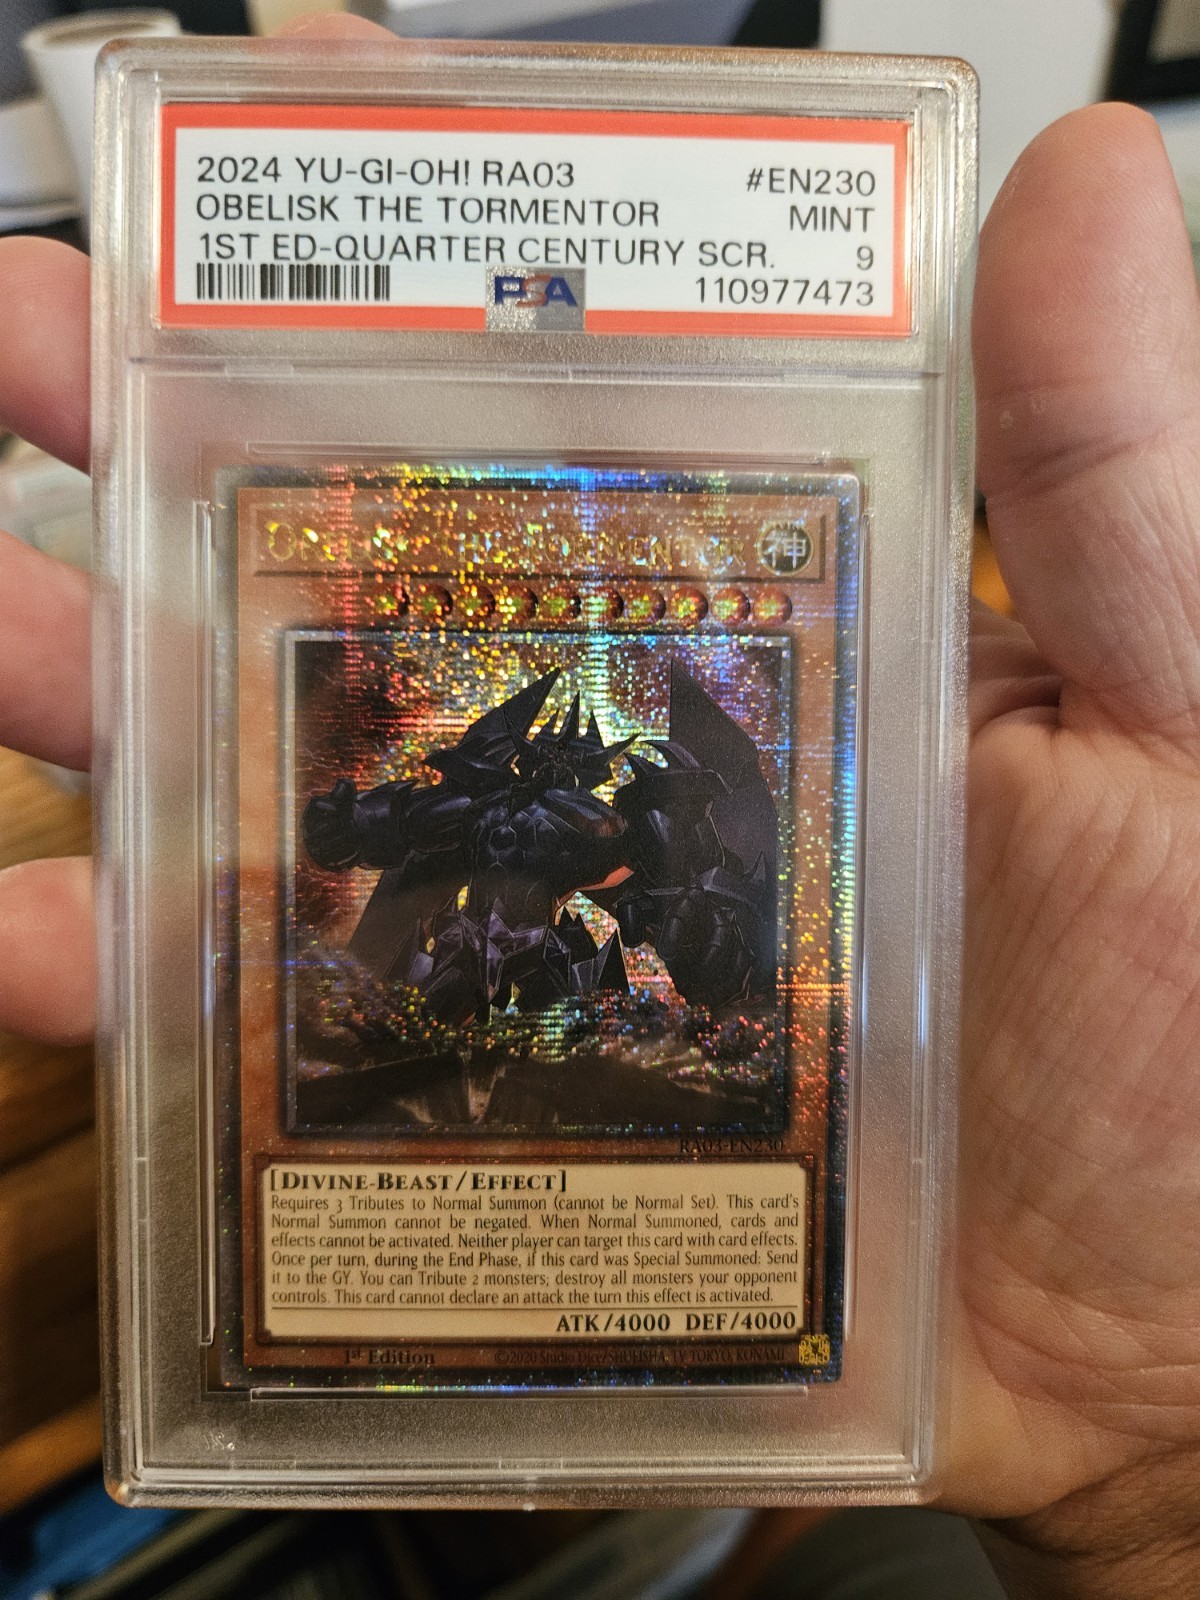 2024 YU-GI-OH! RA03 #EN230
OBELISK THE TORMENTOR MINT
1ST ED-QUARTER CENTURY SCR. 9
PSA 110977473
OBELISK THE TORMENTOR 神
RA03-EN230
[DIVINE-BEAST/EFFECT]
Requires 3 Tributes to Normal Summon (cannot be Normal Set). This card's
Normal Summon cannot be negated. When Normal Summoned, cards and
effects cannot be activated. Neither player can target this card with card effects.
Once per turn, during the End Phase, if this card was Special Summoned: Send
it to the GY. You can Tribute 2 monsters; destroy all monsters your opponent
controls. This card cannot declare an attack the turn this effect is activated.
ATK/4000 DEF/4000
1st Edition ©2020 Studio Dice/SHUEISHA, TV TOKYO, KONAMI